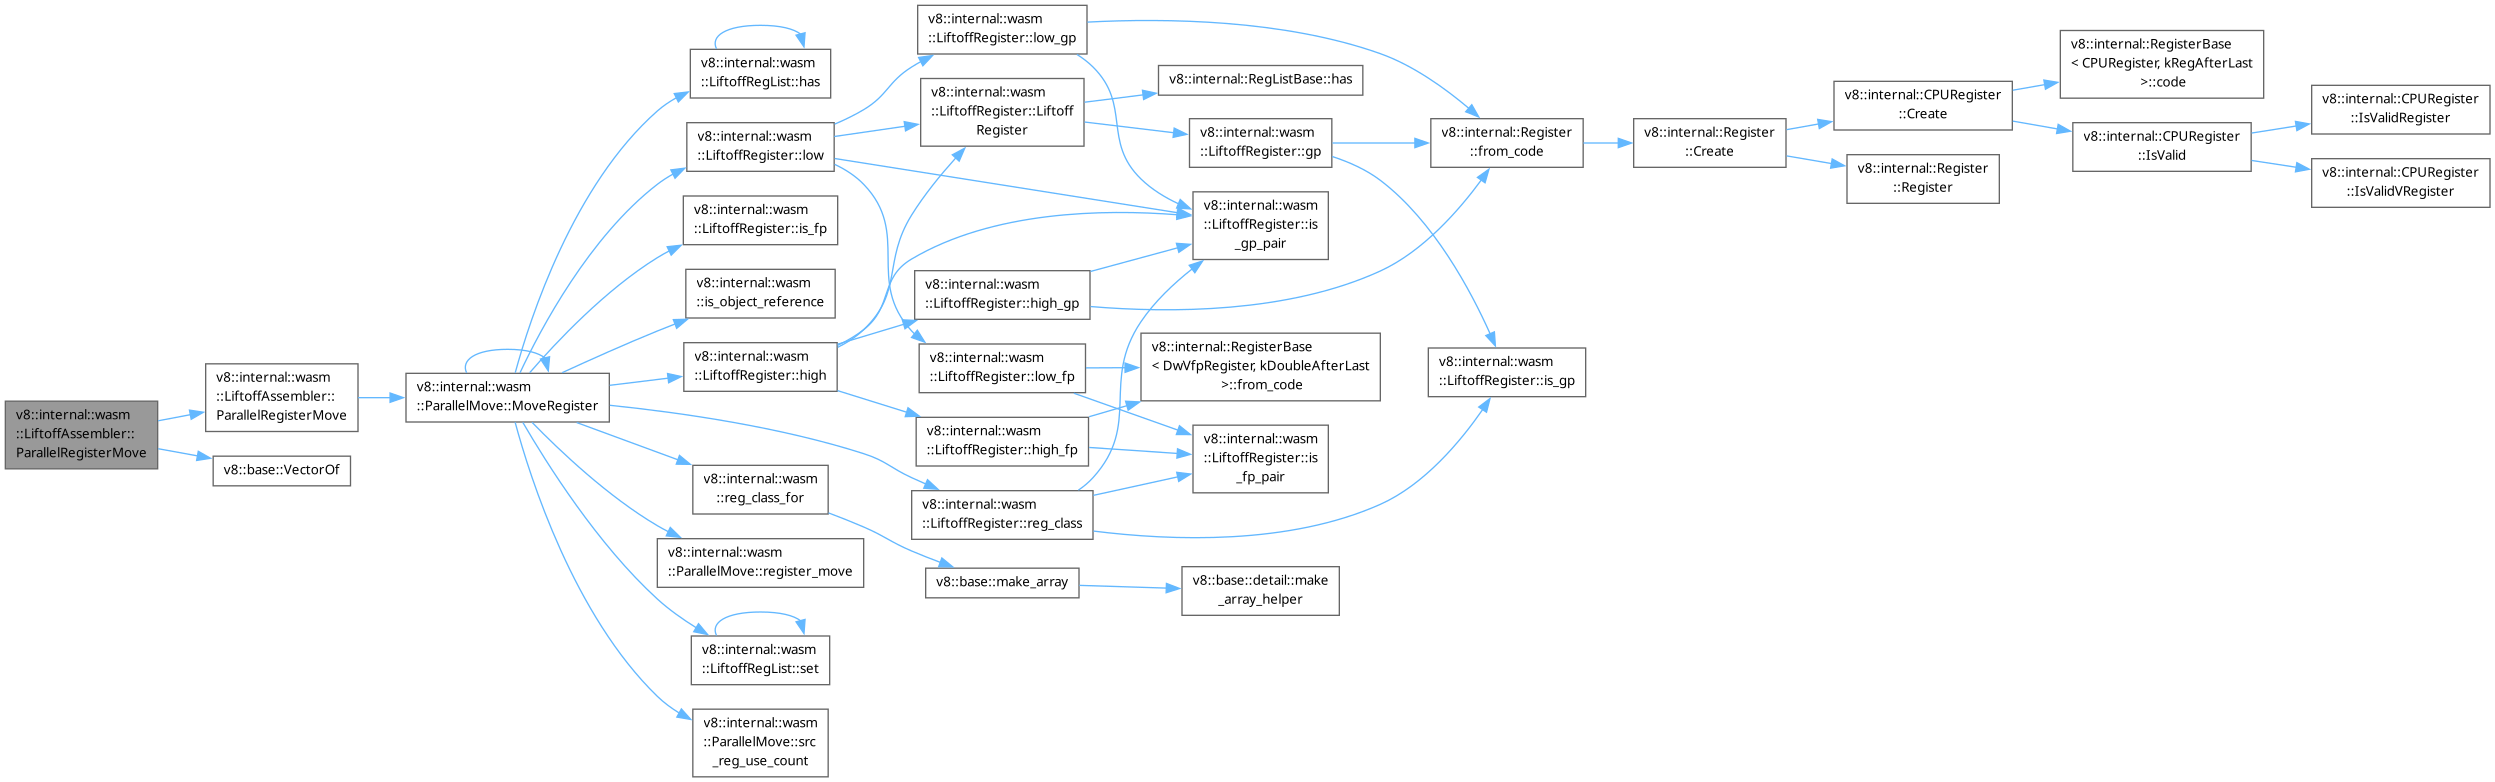 v8::internal::wasm
::LiftoffAssembler::
ParallelRegisterMove
v8::internal::wasm
::LiftoffAssembler::
ParallelRegisterMove
v8::base::VectorOf
v8::internal::wasm
::ParallelMove::MoveRegister
v8::internal::wasm
::LiftoffRegList::has
v8::internal::wasm
::LiftoffRegister::low
v8::internal::wasm
::LiftoffRegister::is_fp
v8::internal::wasm
::is_object_reference
v8::internal::wasm
::LiftoffRegister::high
v8::internal::wasm
::reg_class_for
v8::internal::wasm
::ParallelMove::register_move
v8::internal::wasm
::LiftoffRegList::set
v8::internal::wasm
::ParallelMove::src
_reg_use_count
v8::internal::wasm
::LiftoffRegister::low_gp
v8::internal::wasm
::LiftoffRegister::Liftoff
Register
v8::internal::wasm
::LiftoffRegister::high_gp
v8::internal::wasm
::LiftoffRegister::low_fp
v8::internal::wasm
::LiftoffRegister::high_fp
v8::internal::wasm
::LiftoffRegister::reg_class
v8::base::make_array
v8::internal::RegListBase::has
v8::internal::wasm
::LiftoffRegister::gp
v8::internal::wasm
::LiftoffRegister::is
_gp_pair
v8::internal::RegisterBase
< DwVfpRegister, kDoubleAfterLast
>::from_code
v8::internal::wasm
::LiftoffRegister::is
_fp_pair
v8::base::detail::make
_array_helper
v8::internal::Register
::from_code
v8::internal::wasm
::LiftoffRegister::is_gp
v8::internal::Register
::Create
v8::internal::CPURegister
::Create
v8::internal::Register
::Register
v8::internal::RegisterBase
< CPURegister, kRegAfterLast
>::code
v8::internal::CPURegister
::IsValid
v8::internal::CPURegister
::IsValidRegister
v8::internal::CPURegister
::IsValidVRegister